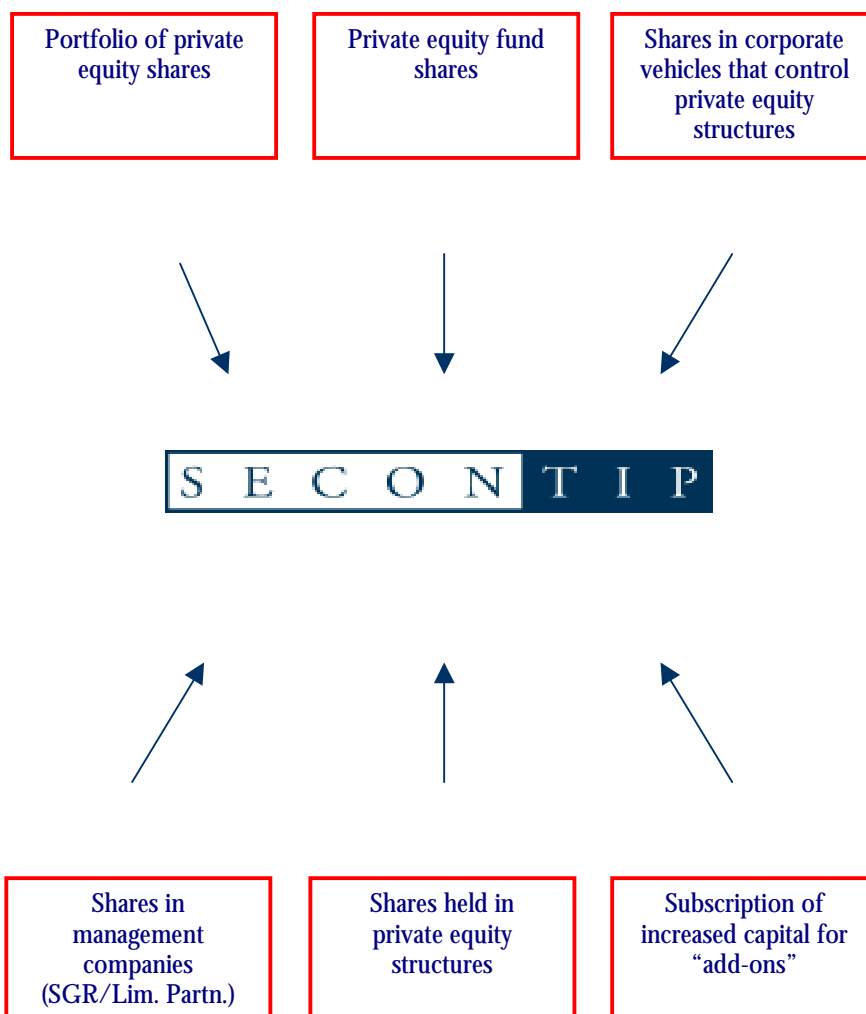 Portfolio of private
equity shares
Private equity fund
shares
Shares in corporate
vehicles that control
private equity
structures
S E C O N T I P
Shares in
management
companies
(SGR/Lim. Partn.)
Shares held in
private equity
structures
Subscription of
increased capital for
“add-ons”